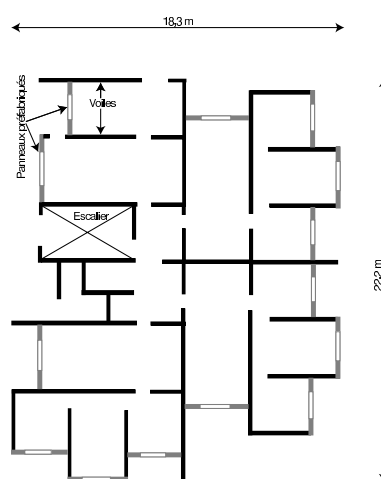 18,3 m
Panneaux préfabriqués
Voiles
Escalier
22,2 m